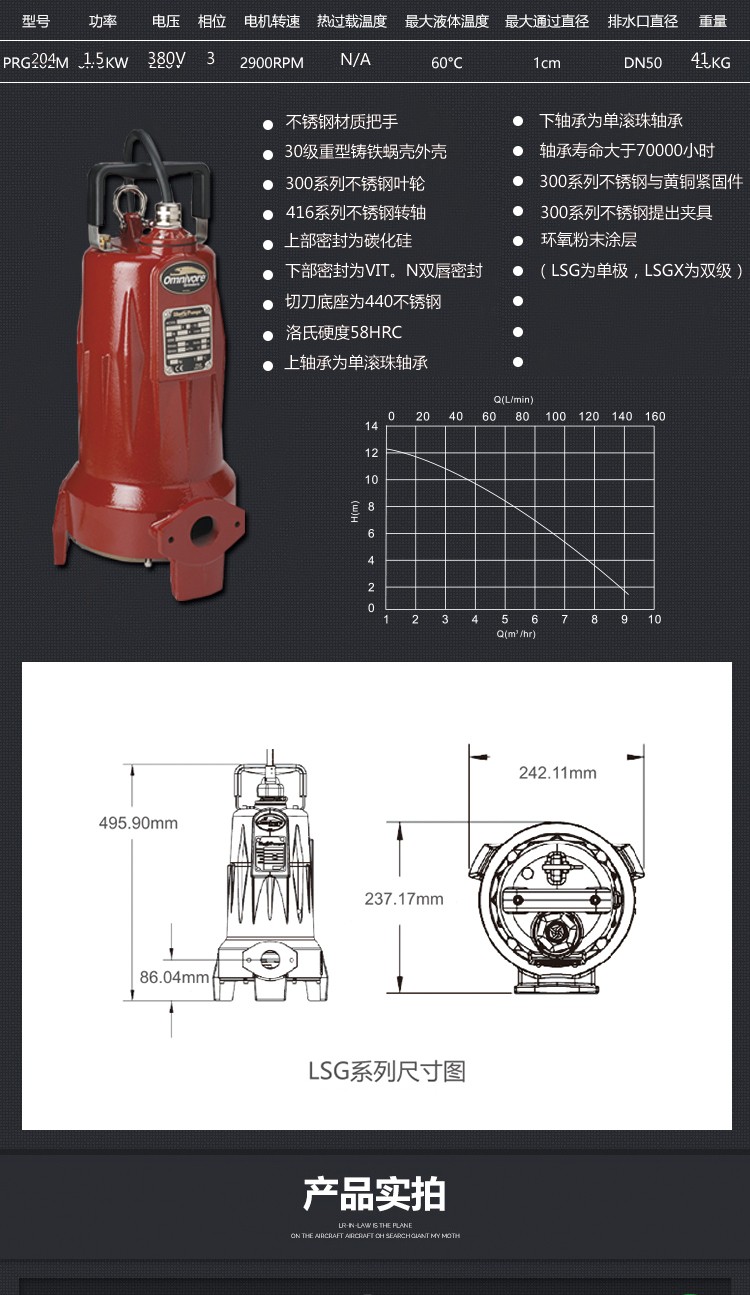 型号 功率 电压 相位 电机转速 热过载温度 最大液体温度 最大通过直径 排水口直径 重量
PRG204M 1.5KW 380V 3 2900RPM N/A 60°C 1cm DN50 41KG
不锈钢材质把手
30级重型铸铁蜗壳外壳
300系列不锈钢叶轮
416系列不锈钢转轴
上部密封为碳化硅
下部密封为VIT。N双唇密封
切刀底座为440不锈钢
洛氏硬度58HRC
上轴承为单滚珠轴承
下轴承为单滚珠轴承
轴承寿命大于70000小时
300系列不锈钢与黄铜紧固件
300系列不锈钢提出夹具
环氧粉末涂层
（LSG为单极，LSGX为双级）
Omnivore
Q(L/min)
0 20 40 60 80 100 120 140 160
14
12
10
8
6
4
2
0
H(m)
1 2 3 4 5 6 7 8 9 10
Q(m³/hr)
495.90mm
86.04mm
242.11mm
237.17mm
LSG系列尺寸图
产品实拍
LR-IN-LAW IS THE PLANE
ON THE AIRCRAFT AIRCRAFT OH SEARCH GIANT MY MOTH